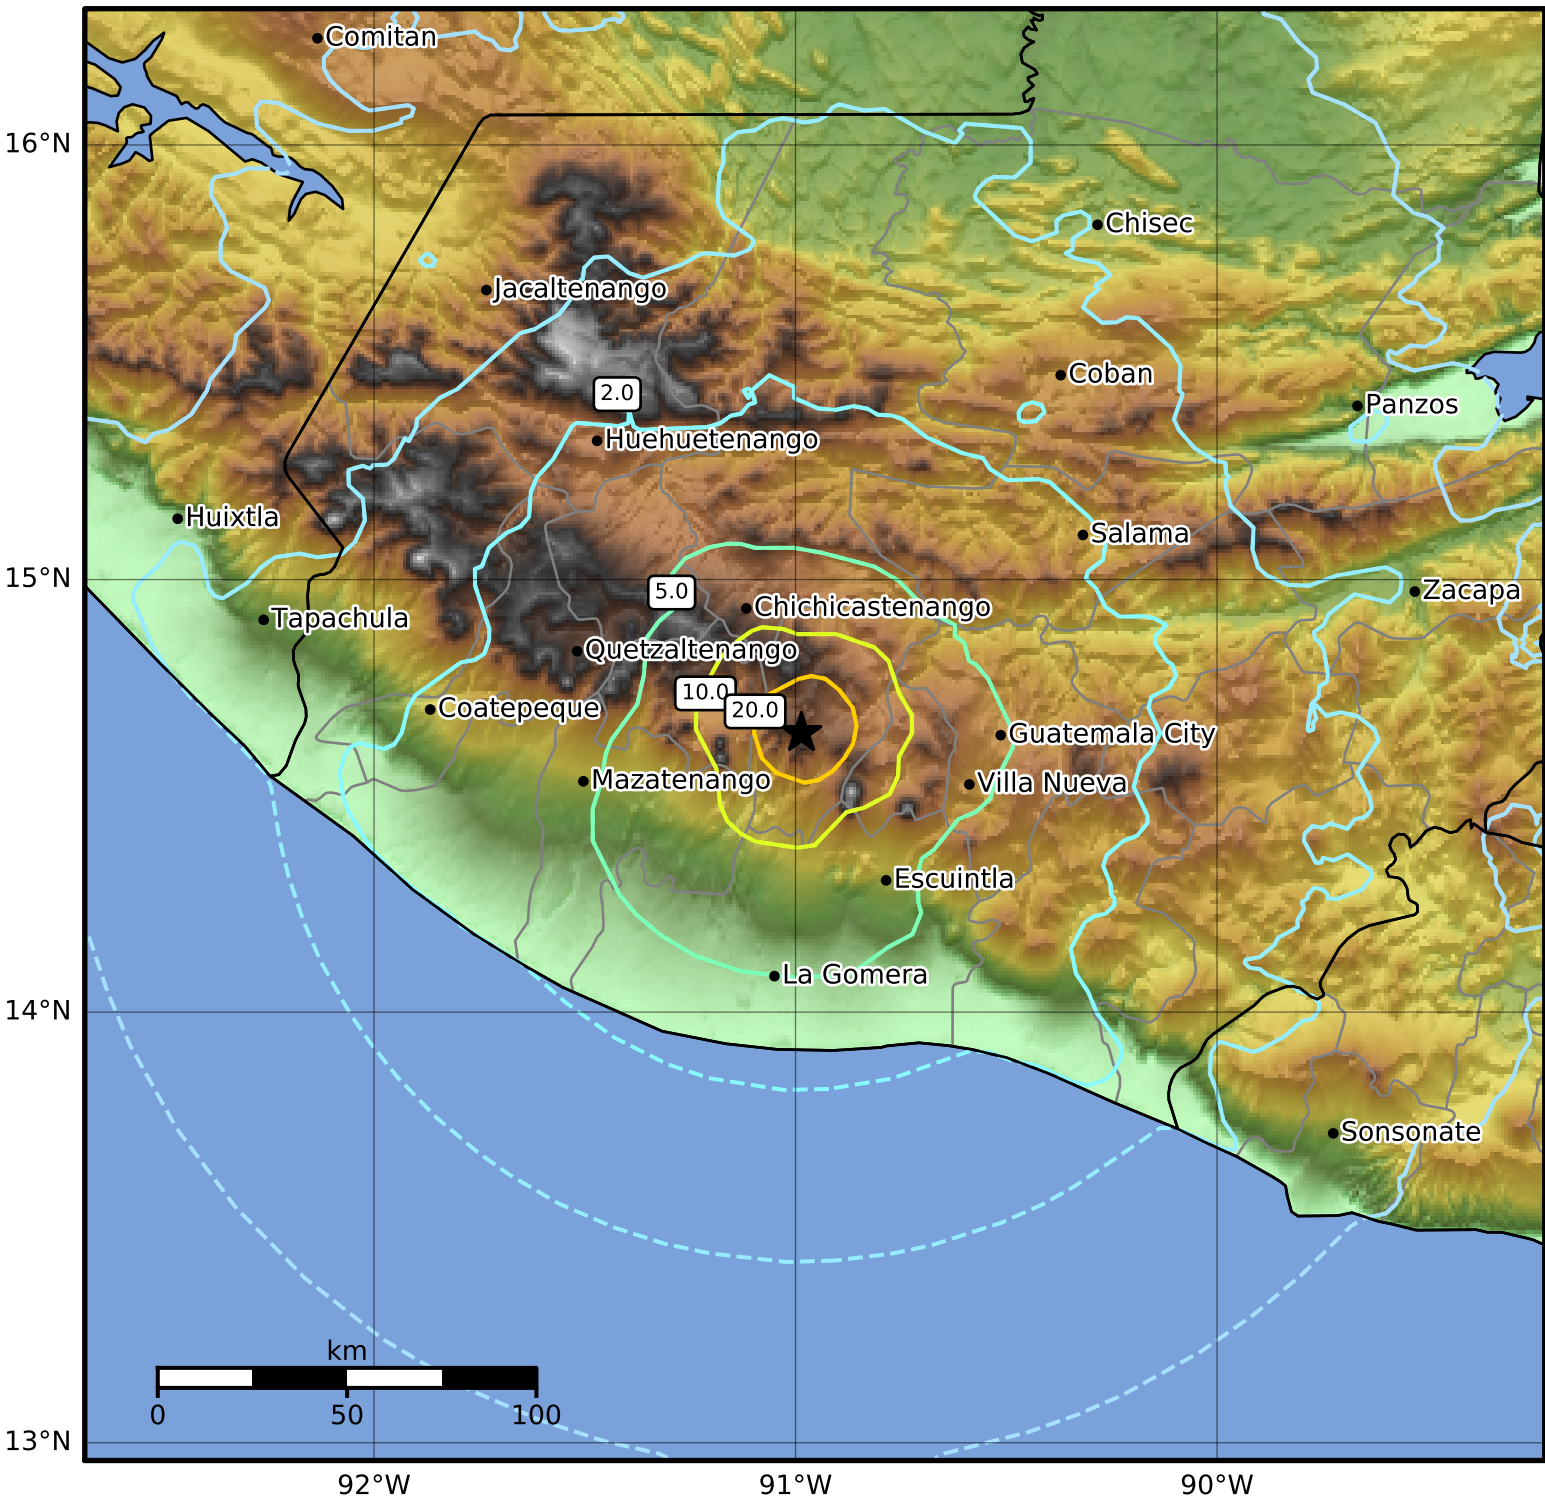 Comitan
16°N
Chisec
Jacaltenango
Coban
2.0
Panzos
Huehuetenango
Huixtla
Salama
15°N
5.0
Zacapa
Chichicastenango
Tapachula
Quetzaltenango
10.0
Coatepeque
20.0
Guatemala City
Mazatenango
Villa Nueva
Escuintla
La Gomera
14°N
Sonsonate
km
0 50 100
13°N
92°W 91°W 90°W